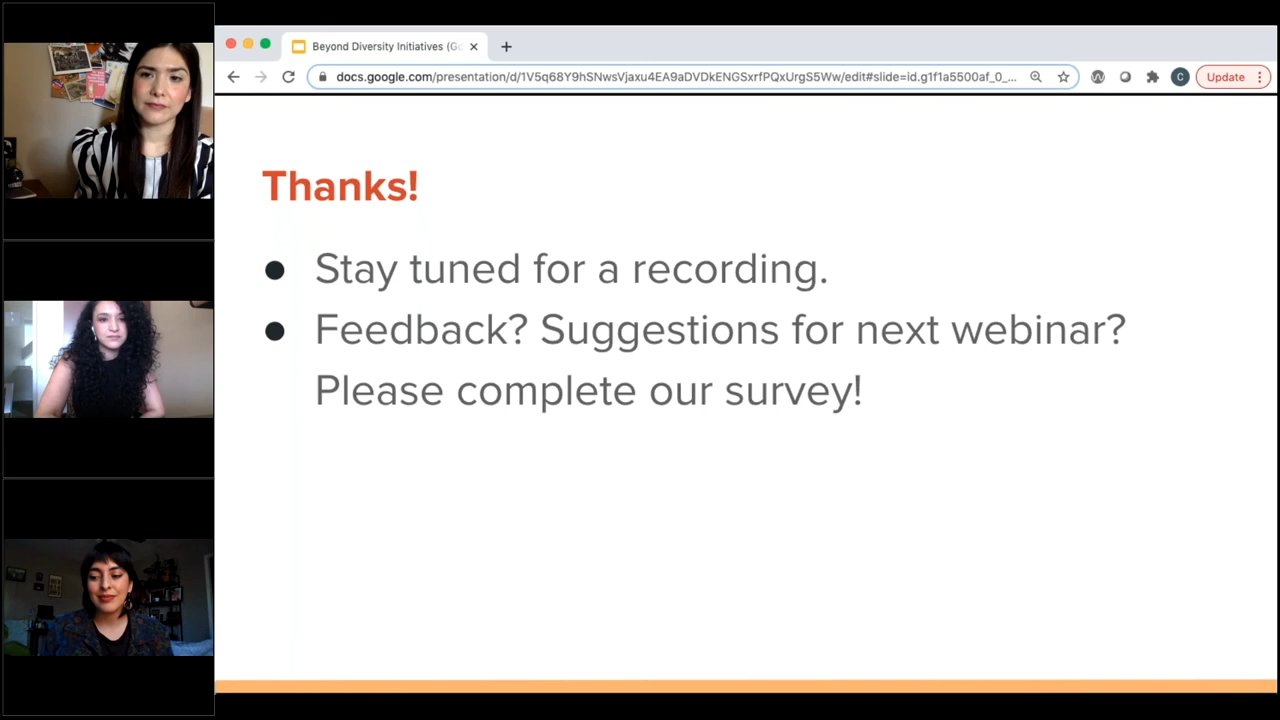 Beyond Diversity Initiatives (Go
docs.google.com/presentation/d/1V5q68Y9hSNwsVjaxu4EA9aDVDkENGSxrfPQxUrgS5Ww/edit#slide=id.g1f1a5500af_0_...
C
Update
Thanks!
● Stay tuned for a recording.
● Feedback? Suggestions for next webinar?
Please complete our survey!